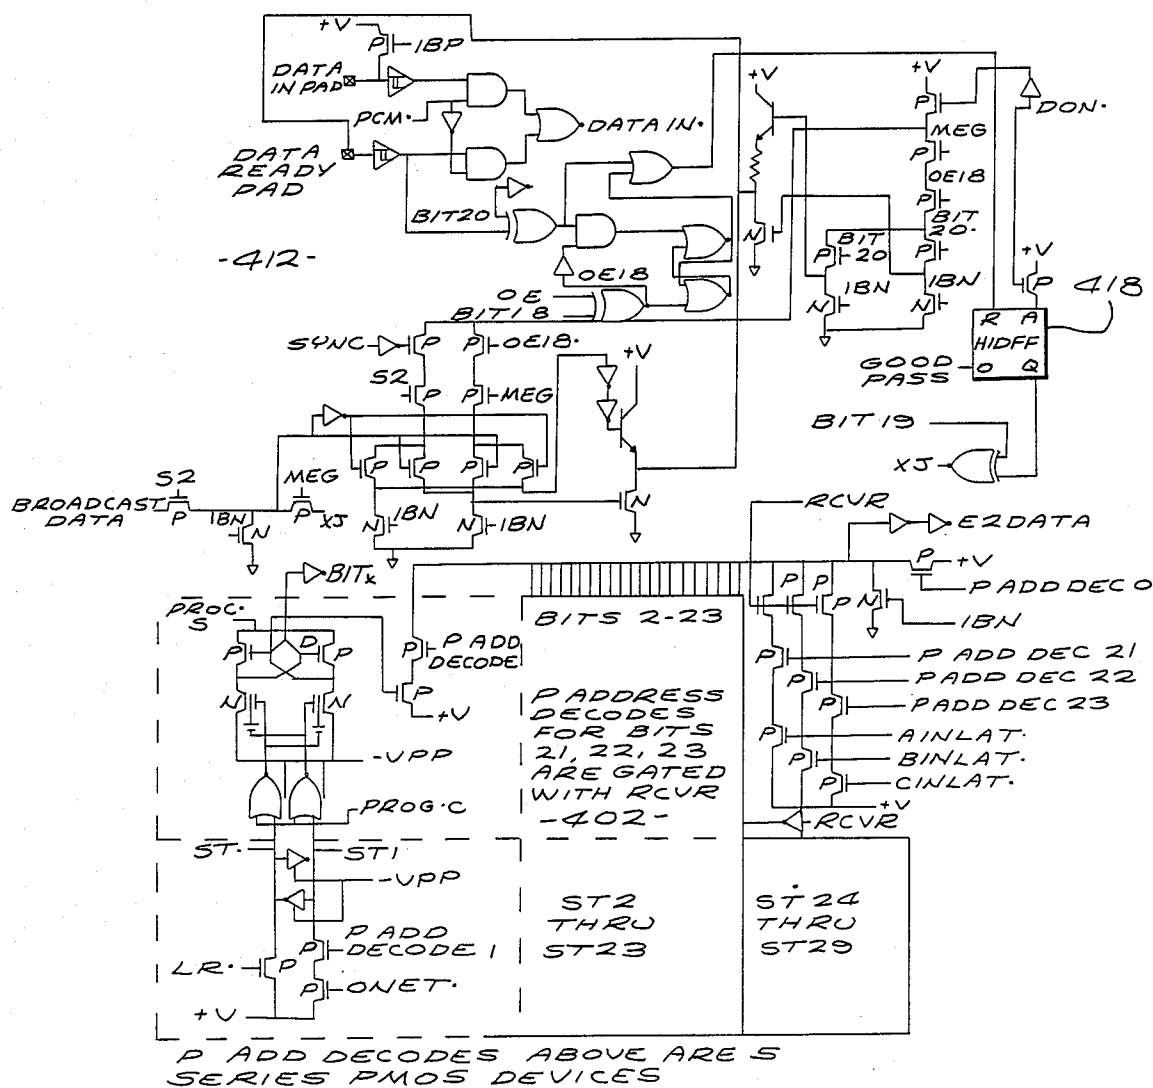 +V
P
IBP
DATA
IN PAD
PCM.
DATA IN.
DATA
READY
PAD
BIT20
-412-
OE18
OE
BIT18
+V
N
+V
P
DON.
MEG
P
OE18
P
BIT
20.
BIT
20
P
P
IBN
IBN
N
N
+V
P
418
R A
HIDFF
O Q
GOOD
PASS
BIT 19
XJ
SYNC
P
P
OE18.
S2
P
P
MEG
+V
P
P
P
P
S2
MEG
BROADCAST
DATA
P
IBN
N
P
XJ
N
IBN
N
IBN
N
RCVR
E2DATA
P
+V
P ADD DEC 0
BITx
P
P
P
N
IBN
PROG.
S
BITS 2-23
P
D
P
P
P ADD
DECODE
P
+V
N
N
P ADD DEC 21
P
P ADD DEC 22
P
P ADD DEC 23
P
P ADDRESS
DECODES
FOR BITS
21, 22, 23
ARE GATED
WITH RCVR
-402-
AINLAT.
P
BINLAT.
P
CINLAT.
P
+V
-VPP
PROG.C
RCVR
ST.
ST1
-VPP
ST2
THRU
ST23
ST.24
THRU
ST29
P ADD
DECODE 1
P
LR.
P
P
ONET.
+V
P ADD DECODES ABOVE ARE 5
SERIES PMOS DEVICES